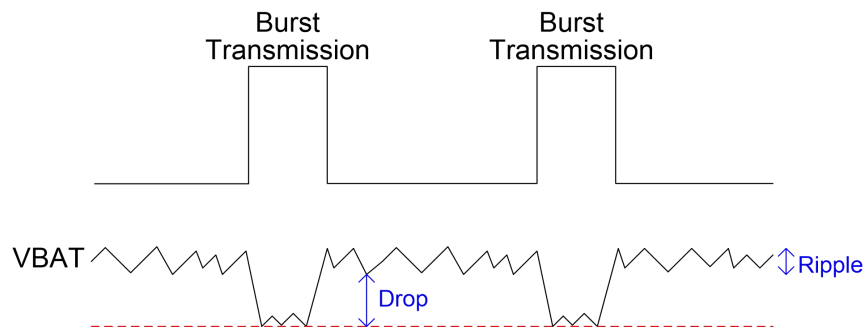 Burst
Transmission
Burst
Transmission
VBAT
Ripple
Drop